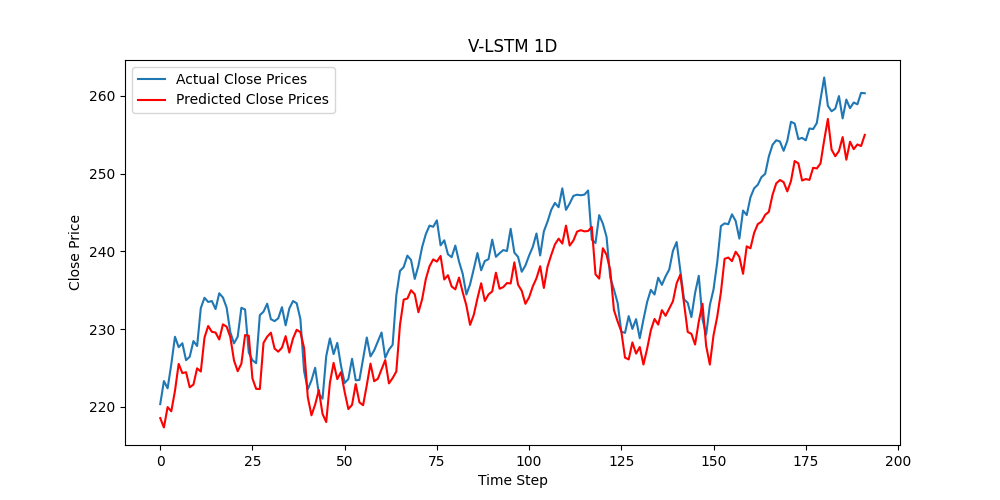 V-LSTM 1D
Actual Close Prices
Predicted Close Prices
Close Price
260
250
240
230
220
0 25 50 75 100 125 150 175 200
Time Step